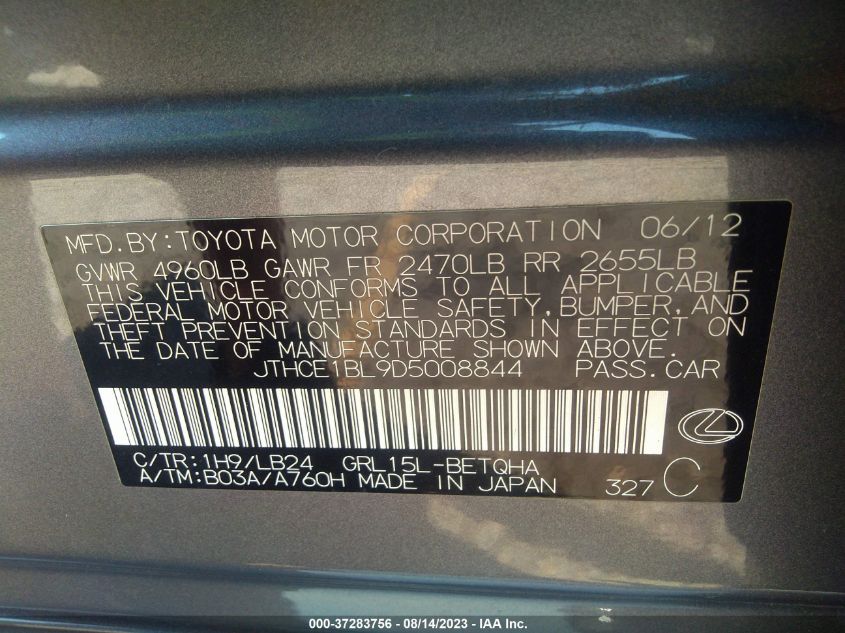 MFD.BY:TOYOTA MOTOR CORPORATION 06/12
GVWR 4960LB GAWR FR 2470LB RR 2655LB
THIS VEHICLE CONFORMS TO ALL APPLICABLE
FEDERAL MOTOR VEHICLE SAFETY,BUMPER,AND
THEFT PREVENTION STANDARDS IN EFFECT ON
THE DATE OF MANUFACTURE SHOWN ABOVE.
JTHCE1BL9D5008844 PASS.CAR
C/TR:1H9/LB24 GRL15L-BETQHA
A/TM:B03A/A760H MADE IN JAPAN 327 C
000-37283756 - 08/14/2023 - IAA Inc.